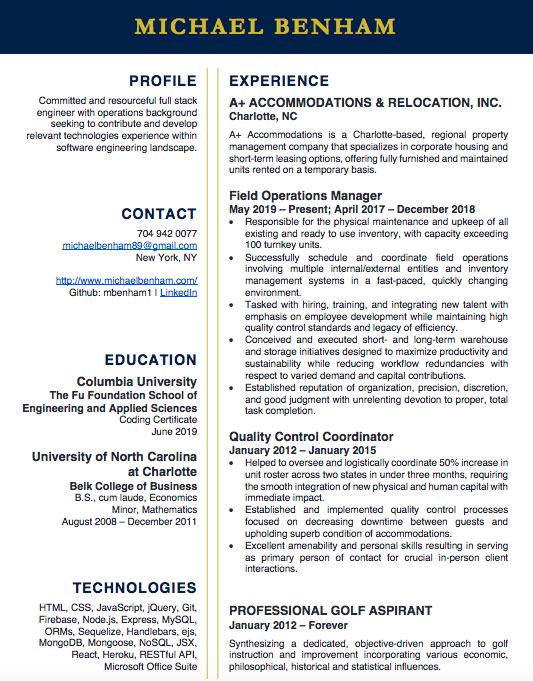 MICHAEL BENHAM
PROFILE
Committed and resourceful full stack
engineer with operations background
seeking to contribute and develop
relevant technologies experience within
software engineering landscape.
CONTACT
704 942 0077
michaelbenham89@gmail.com
New York, NY
http://www.michaelbenham.com/
Github: mbenham1 | LinkedIn
EDUCATION
Columbia University
The Fu Foundation School of
Engineering and Applied Sciences
Coding Certificate
June 2019
University of North Carolina
at Charlotte
Belk College of Business
B.S., cum laude, Economics
Minor, Mathematics
August 2008 – December 2011
TECHNOLOGIES
HTML, CSS, JavaScript, jQuery, Git,
Firebase, Node.js, Express, MySQL,
ORMs, Sequelize, Handlebars, ejs,
MongoDB, Mongoose, NoSQL, JSX,
React, Heroku, RESTful API,
Microsoft Office Suite
EXPERIENCE
A+ ACCOMMODATIONS & RELOCATION, INC.
Charlotte, NC
A+ Accommodations is a Charlotte-based, regional property
management company that specializes in corporate housing and
short-term leasing options, offering fully furnished and maintained
units rented on a temporary basis.
Field Operations Manager
May 2019 – Present; April 2017 – December 2018
• Responsible for the physical maintenance and upkeep of all
existing and ready to use inventory, with capacity exceeding
100 turnkey units.
• Successfully schedule and coordinate field operations
involving multiple internal/external entities and inventory
management systems in a fast-paced, quickly changing
environment.
• Tasked with hiring, training, and integrating new talent with
emphasis on employee development while maintaining high
quality control standards and legacy of efficiency.
• Conceived and executed short- and long-term warehouse
and storage initiatives designed to maximize productivity and
sustainability while reducing workflow redundancies with
respect to varied demand and capital contributions.
• Established reputation of organization, precision, discretion,
and good judgment with unrelenting devotion to proper, total
task completion.
Quality Control Coordinator
January 2012 – January 2015
• Helped to oversee and logistically coordinate 50% increase in
unit roster across two states in under three months, requiring
the smooth integration of new physical and human capital with
immediate impact.
• Established and implemented quality control processes
focused on decreasing downtime between guests and
upholding superb condition of accommodations.
• Excellent amenability and personal skills resulting in serving
as primary person of contact for crucial in-person client
interactions.
PROFESSIONAL GOLF ASPIRANT
January 2012 – Forever
Synthesizing a dedicated, objective-driven approach to golf
instruction and improvement incorporating various economic,
philosophical, historical and statistical influences.